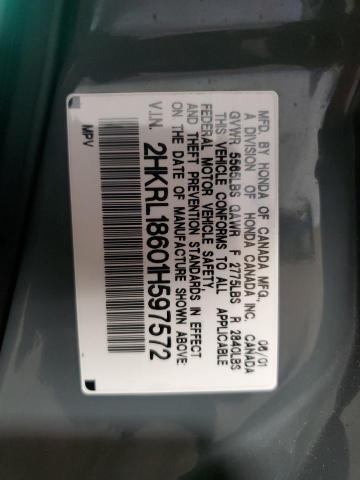 MFD. BY HONDA OF CANADA MFG., 08/01
A DIVISION OF HONDA CANADA INC., CANADA
GVWR 5565LBS GAWR F 2775LBS R 2840LBS
THIS VEHICLE CONFORMS TO ALL APPLICABLE
FEDERAL MOTOR VEHICLE SAFETY
AND THEFT PREVENTION STANDARDS IN EFFECT
ON THE DATE OF MANUFACTURE SHOWN ABOVE:
V.I.N. 2HKRL18601H597572
MPV